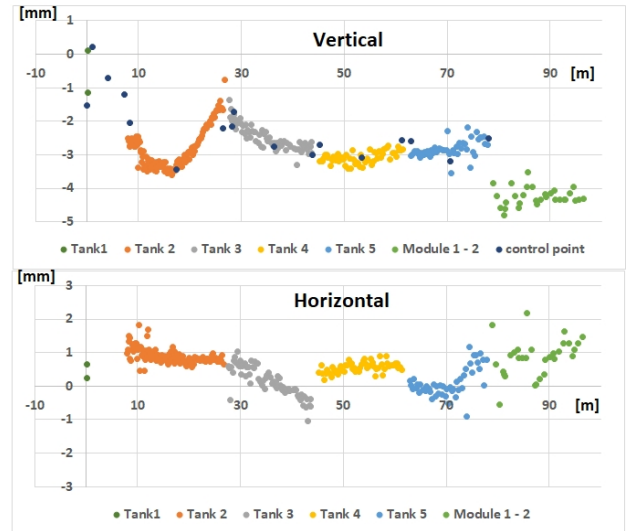 [mm]
Vertical
1
0
-10 10 30 50 70 90 [m]
-1
-2
-3
-4
-5
Tank1 Tank 2 Tank 3 Tank 4 Tank 5 Module 1 - 2 control point
[mm]
Horizontal
3
2
1
0
-10 10 30 50 70 90 [m]
-1
-2
-3
Tank1 Tank 2 Tank 3 Tank 4 Tank 5 Module 1 - 2